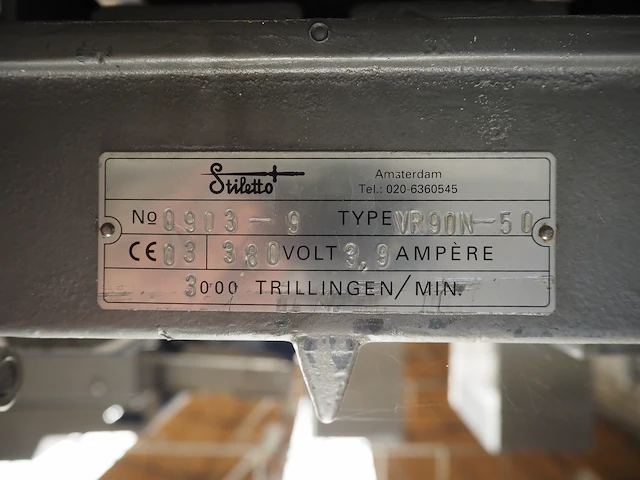 Stiletto
Amsterdam
Tel.: 020-6360545
No 0903-9 TYPE VR90N-50
CE 03 380 VOLT 3,9 AMPÈRE
3000 TRILLINGEN/MIN.